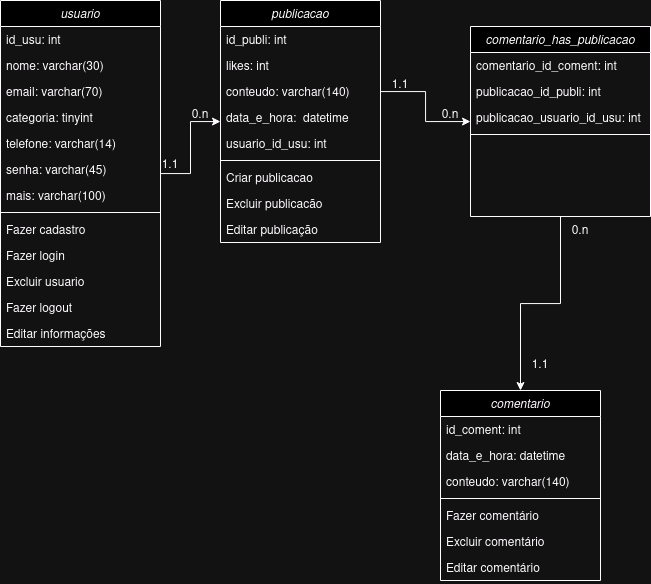 usuario
id_usu: int
nome: varchar(30)
email: varchar(70)
categoria: tinyint
telefone: varchar(14)
senha: varchar(45)
mais: varchar(100)
Fazer cadastro
Fazer login
Excluir usuario
Fazer logout
Editar informações
1.1
0.n
publicacao
id_publi: int
likes: int
conteudo: varchar(140)
data_e_hora: datetime
usuario_id_usu: int
Criar publicacao
Excluir publicacão
Editar publicação
1.1
0.n
comentario_has_publicacao
comentario_id_coment: int
publicacao_id_publi: int
publicacao_usuario_id_usu: int
0.n
1.1
comentario
id_coment: int
data_e_hora: datetime
conteudo: varchar(140)
Fazer comentário
Excluir comentário
Editar comentário